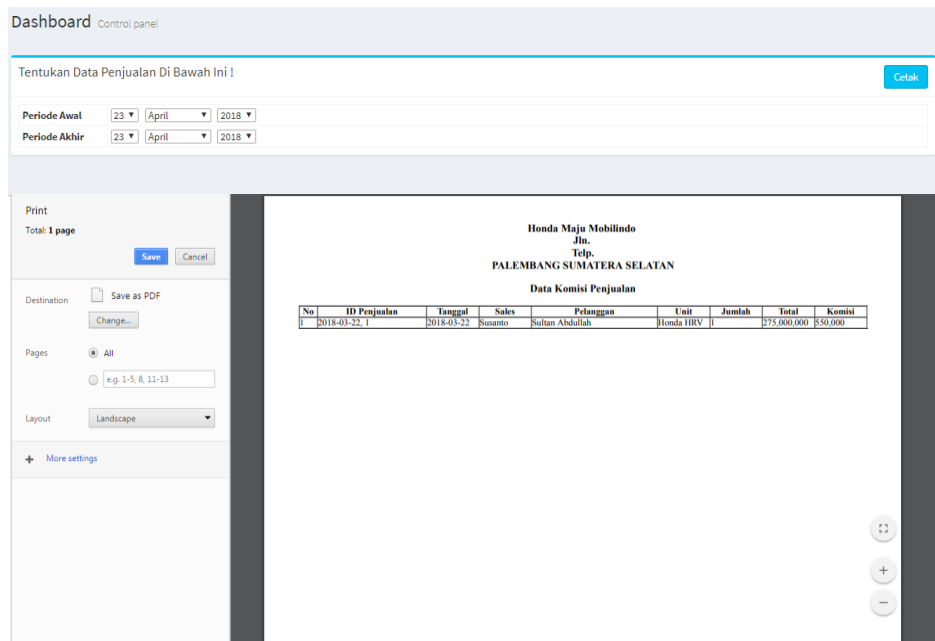 Dashboard Control panel
Tentukan Data Penjualan Di Bawah Ini !
Cetak
Periode Awal 23 April 2018
Periode Akhir 23 April 2018
Print
Total: 1 page
Save Cancel
Destination Save as PDF
Change...
Pages All
e.g. 1-5, 8, 11-13
Layout Landscape
+ More settings
Honda Maju Mobilindo
Jln.
Telp.
PALEMBANG SUMATERA SELATAN
Data Komisi Penjualan
No ID Penjualan Tanggal Sales Pelanggan Unit Jumlah Total Komisi
1 2018-03-22, 1 2018-03-22 Susanto Sultan Abdullah Honda HRV 1 275,000,000 550,000